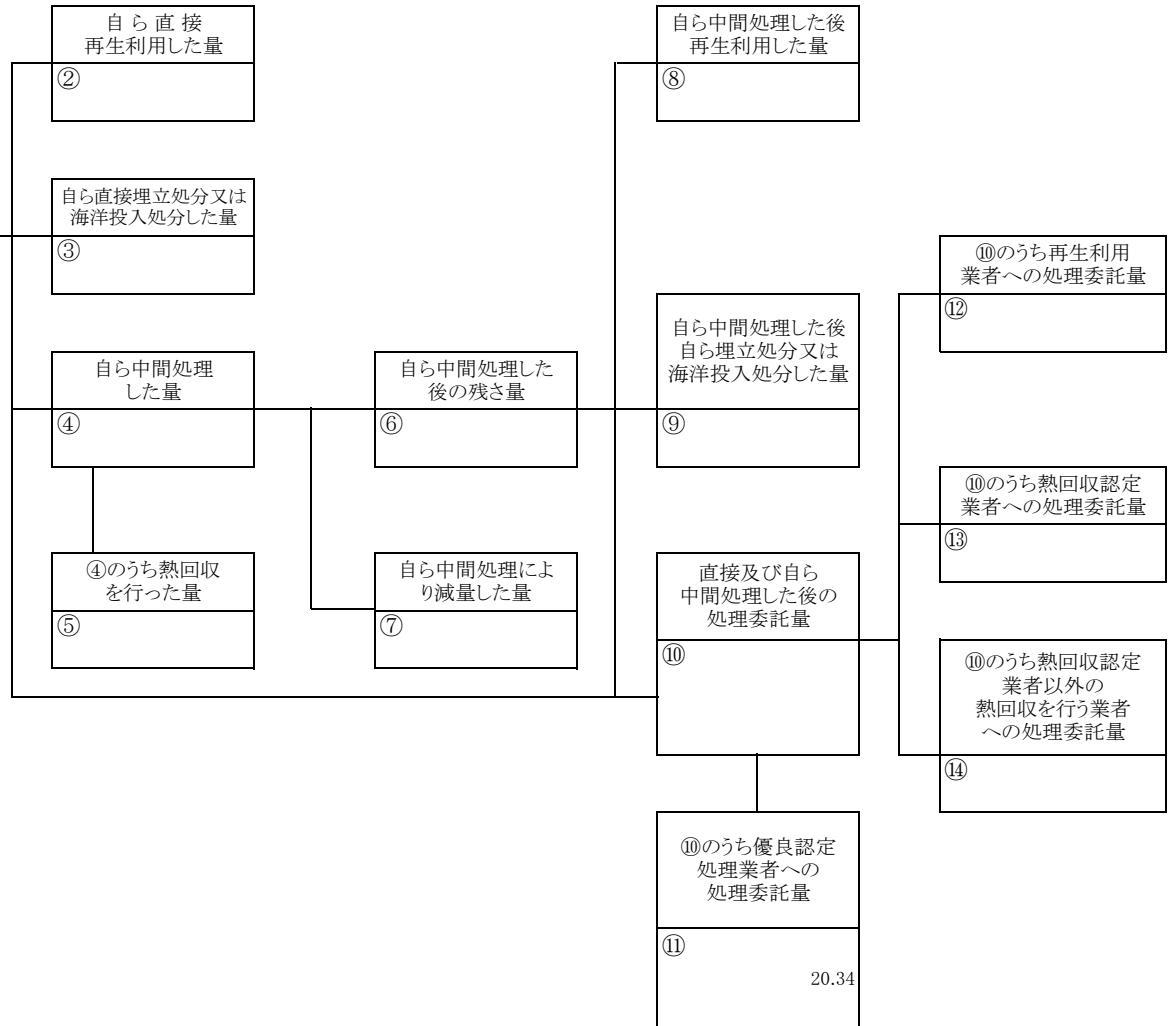 自 ら 直 接
再生利用した量
②
自ら直接埋立処分又は
海洋投入処分した量
③
自ら中間処理
した量
④
④のうち熱回収
を行った量
⑤
自ら中間処理した
後の残さ量
⑥
自ら中間処理によ
り減量した量
⑦
自ら中間処理した後
再生利用した量
⑧
自ら中間処理した後
自ら埋立処分又は
海洋投入処分した量
⑨
直接及び自ら
中間処理した後の
処理委託量
⑩
⑩のうち優良認定
処理業者への
処理委託量
⑪
20.34
⑩のうち再生利用
業者への処理委託量
⑫
⑩のうち熱回収認定
業者への処理委託量
⑬
⑩のうち熱回収認定
業者以外の
熱回収を行う業者
への処理委託量
⑭